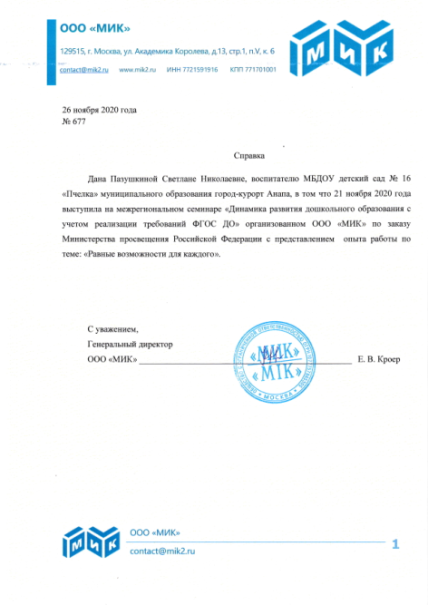 ООО «МИК»
129515, г. Москва, ул. Академика Королева, д.13, стр.1, п.V, к. 6
contact@mik2.ru www.mik2.ru ИНН 7721591916 КПП 771701001
МИК
26 ноября 2020 года
№ 677
Справка
Дана Пазушкиной Светлане Николаевне, воспитателю МБДОУ детский сад № 16
«Пчелка» муниципального образования город-курорт Анапа, в том что 21 ноября 2020 года
выступила на межрегиональном семинаре «Динамика развития дошкольного образования с
учетом реализации требований ФГОС ДО» организованном ООО «МИК» по заказу
Министерства просвещения Российской Федерации с представлением опыта работы по
теме: «Равные возможности для каждого».
С уважением,
Генеральный директор
ООО «МИК» Е. В. Кроер
«МИК»
«MIK»
МОСКВА
МИК
ООО «МИК»
contact@mik2.ru
1